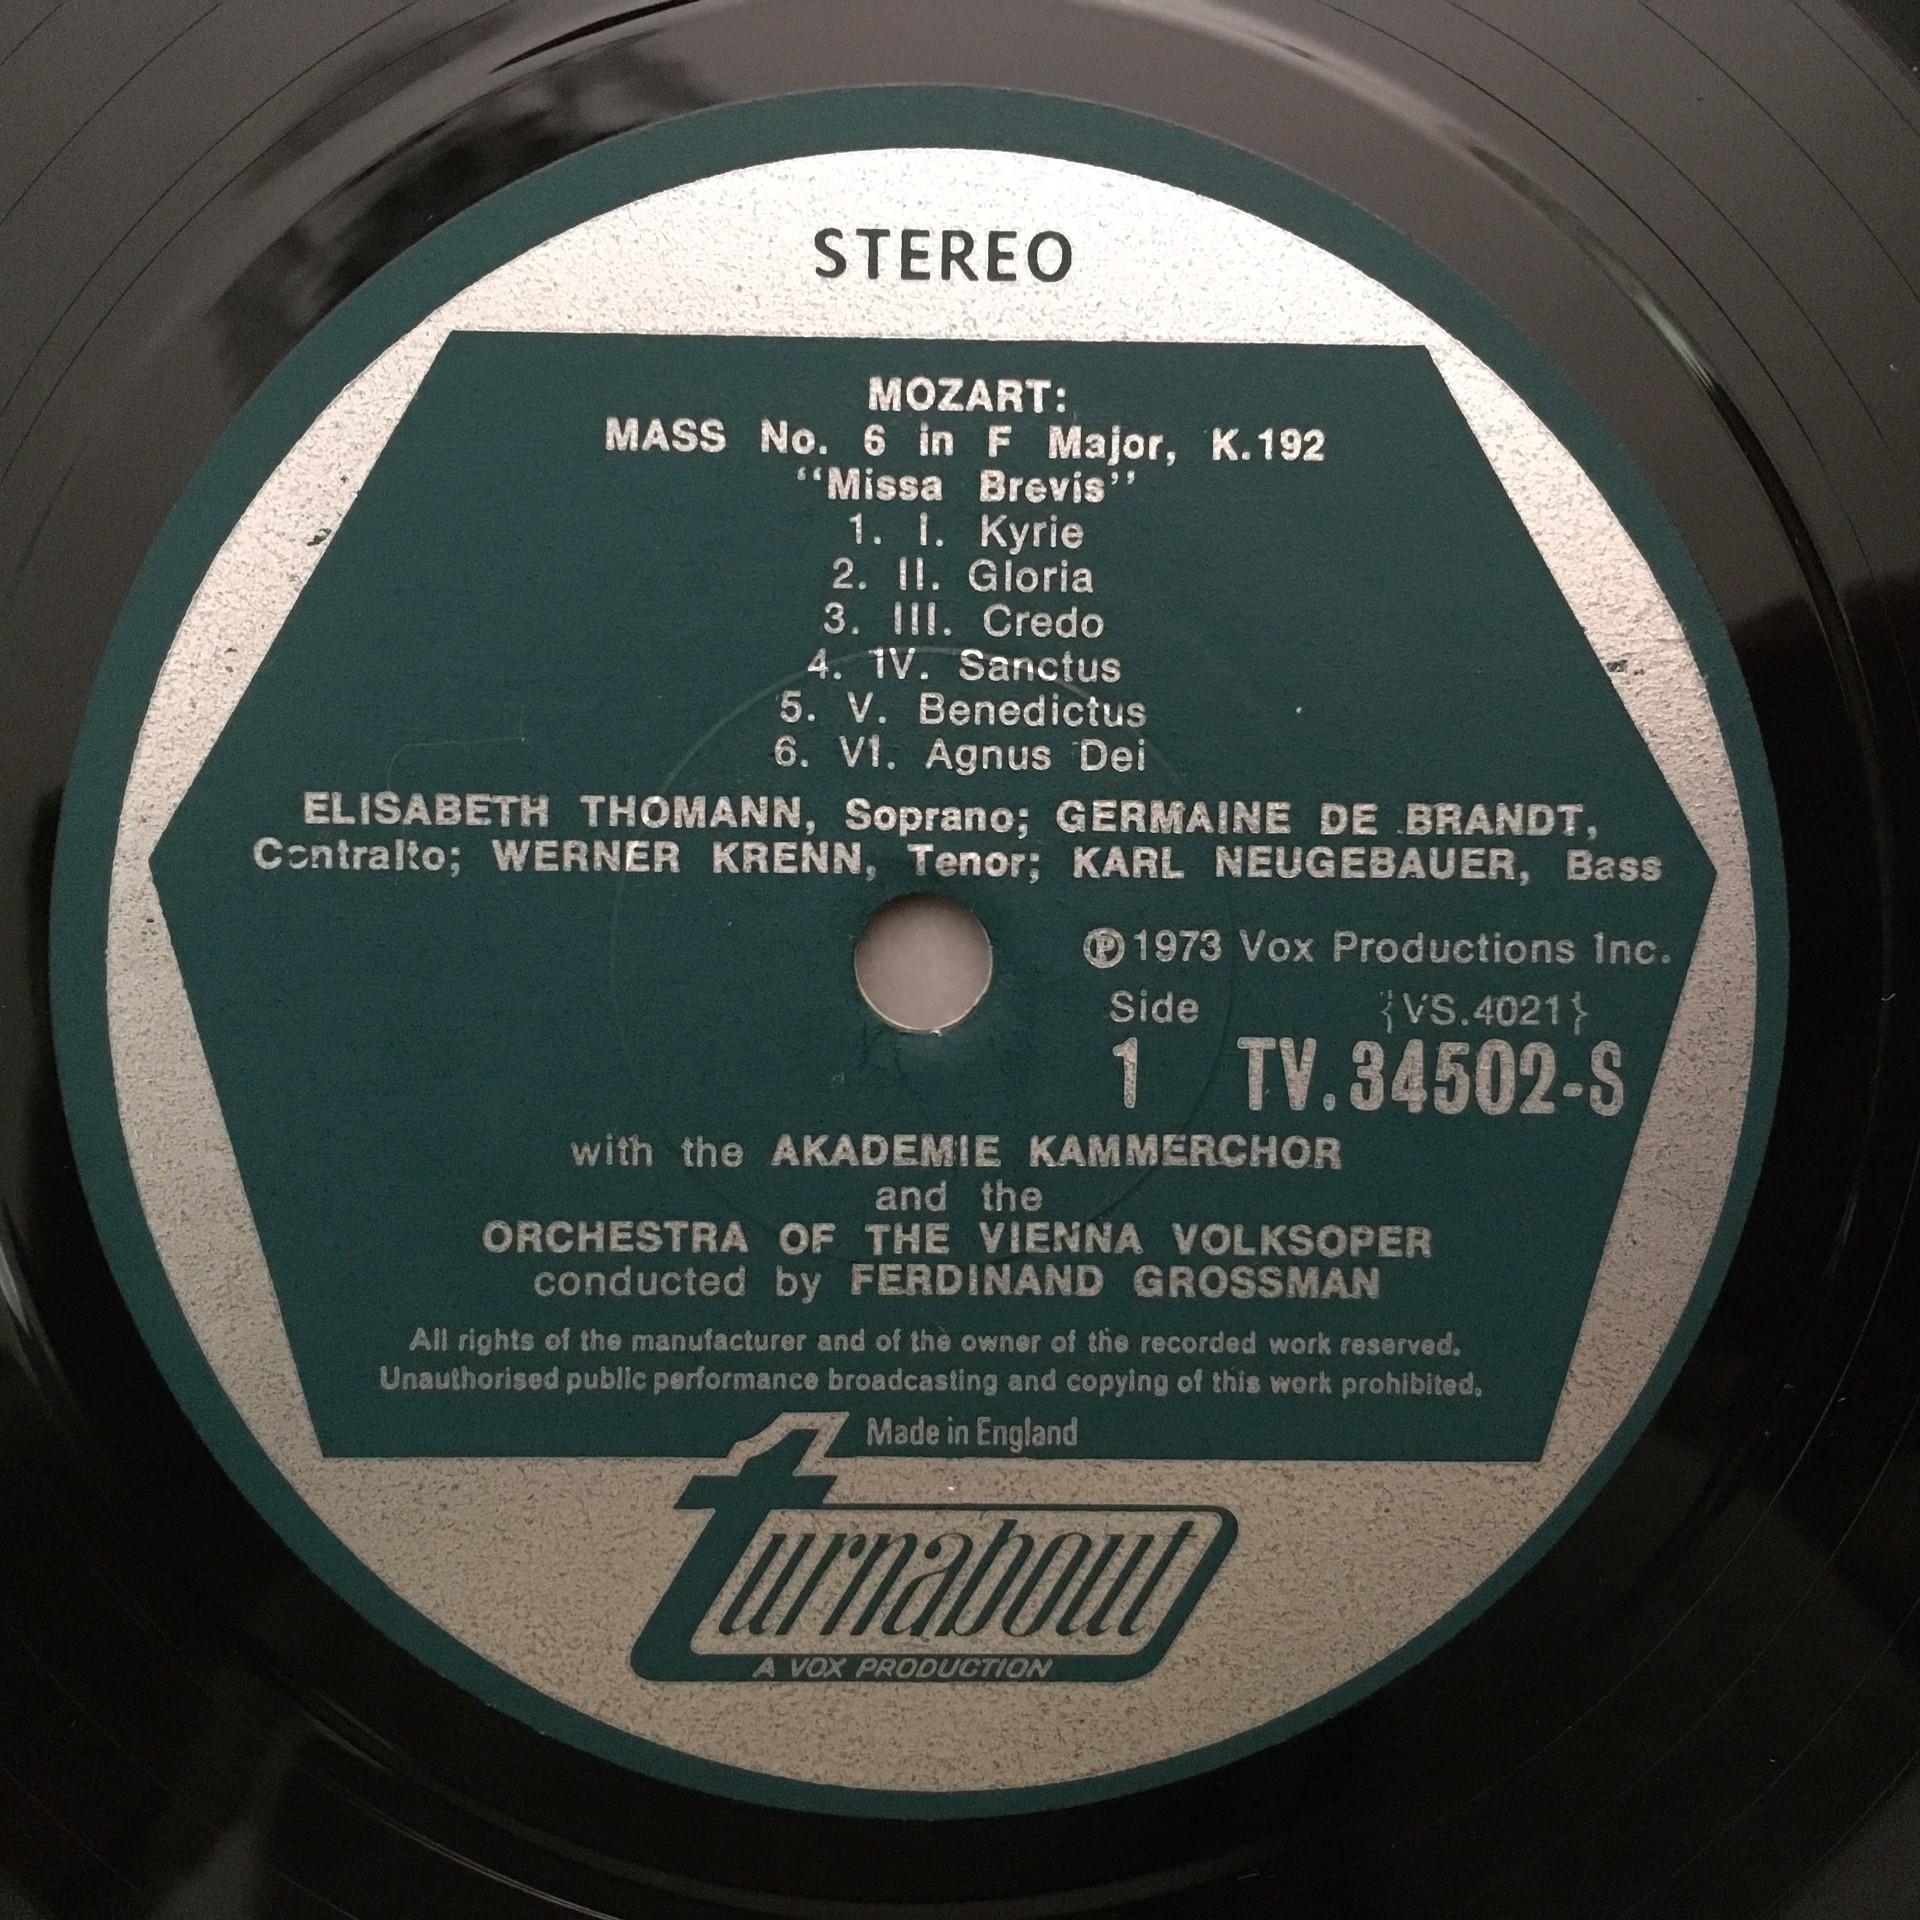 STEREO
MOZART:
MASS No. 6 in F Major, K.192
“Missa Brevis”
1. I. Kyrie
2. II. Gloria
3. III. Credo
4. IV. Sanctus
5. V. Benedictus
6. VI. Agnus Dei
ELISABETH THOMANN, Soprano; GERMAINE DE BRANDT,
Contralto; WERNER KRENN, Tenor; KARL NEUGEBAUER, Bass
Ⓟ1973 Vox Productions Inc.
Side {VS.4021}
1 TV.34502-S
with the AKADEMIE KAMMERCHOR
and the
ORCHESTRA OF THE VIENNA VOLKSOPER
conducted by FERDINAND GROSSMAN
All rights of the manufacturer and of the owner of the recorded work reserved.
Unauthorised public performance broadcasting and copying of this work prohibited.
Made in England
turnabout
A VOX PRODUCTION